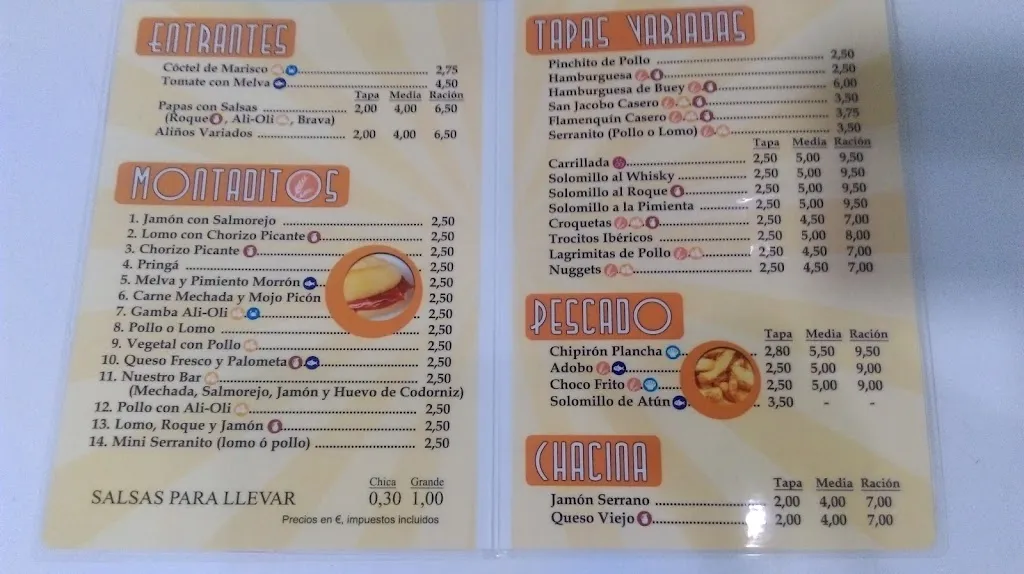 ENTRANTES
Cóctel de Marisco 2,75
Tomate con Melva 4,50
Tapa Media Ración
Papas con Salsas 2,00 4,00 6,50
(Roque, Ali-Oli, Brava)
Aliños Variados 2,00 4,00 6,50
MONTADITOS
1. Jamón con Salmorejo 2,50
2. Lomo con Chorizo Picante 2,50
3. Chorizo Picante 2,50
4. Pringá 2,50
5. Melva y Pimiento Morrón 2,50
6. Carne Mechada y Mojo Picón 2,50
7. Gamba Ali-Oli 2,50
8. Pollo o Lomo 2,50
9. Vegetal con Pollo 2,50
10. Queso Fresco y Palometa 2,50
11. Nuestro Bar 2,50
(Mechada, Salmorejo, Jamón y Huevo de Codorniz)
12. Pollo con Ali-Oli 2,50
13. Lomo, Roque y Jamón 2,50
14. Mini Serranito (lomo ó pollo) 2,50
Chica Grande
SALSAS PARA LLEVAR 0,30 1,00
Precios en €, impuestos incluidos
TAPAS VARIADAS
Pinchito de Pollo 2,50
Hamburguesa 2,50
Hamburguesa de Buey 6,00
San Jacobo Casero 3,50
Flamenquín Casero 3,75
Serranito (Pollo o Lomo) 3,50
Tapa Media Ración
Carrillada 2,50 5,00 9,50
Solomillo al Whisky 2,50 5,00 9,50
Solomillo al Roque 2,50 5,00 9,50
Solomillo a la Pimienta 2,50 5,00 9,50
Croquetas 2,50 4,50 7,00
Trocitos Ibéricos 2,50 5,00 8,00
Lagrimitas de Pollo 2,50 4,50 7,00
Nuggets 2,50 4,50 7,00
PESCADO
Tapa Media Ración
Chipirón Plancha 2,80 5,50 9,50
Adobo 2,50 5,00 9,00
Choco Frito 2,50 5,00 9,00
Solomillo de Atún 3,50 - -
CHACINA
Tapa Media Ración
Jamón Serrano 2,00 4,00 7,00
Queso Viejo 2,00 4,00 7,00